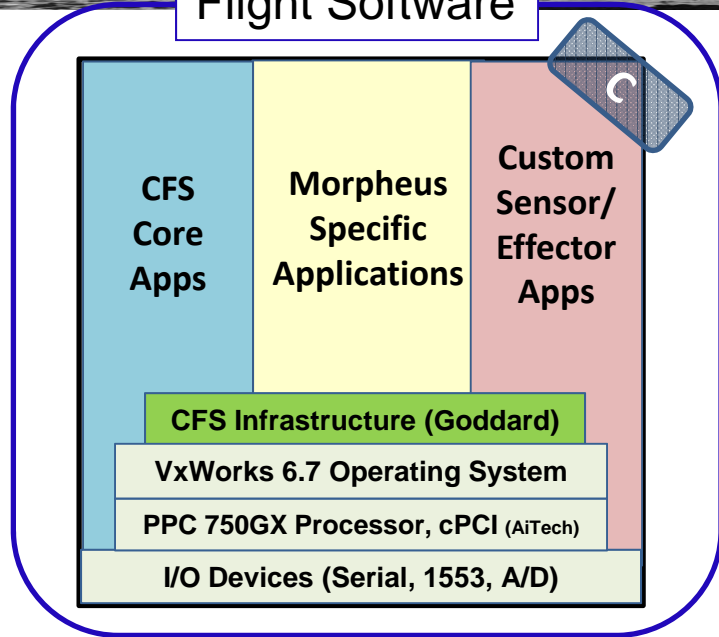 Flight Software
C
CFS
Core
Apps
Morpheus
Specific
Applications
Custom
Sensor/
Effector
Apps
CFS Infrastructure (Goddard)
VxWorks 6.7 Operating System
PPC 750GX Processor, cPCI (AiTech)
I/O Devices (Serial, 1553, A/D)